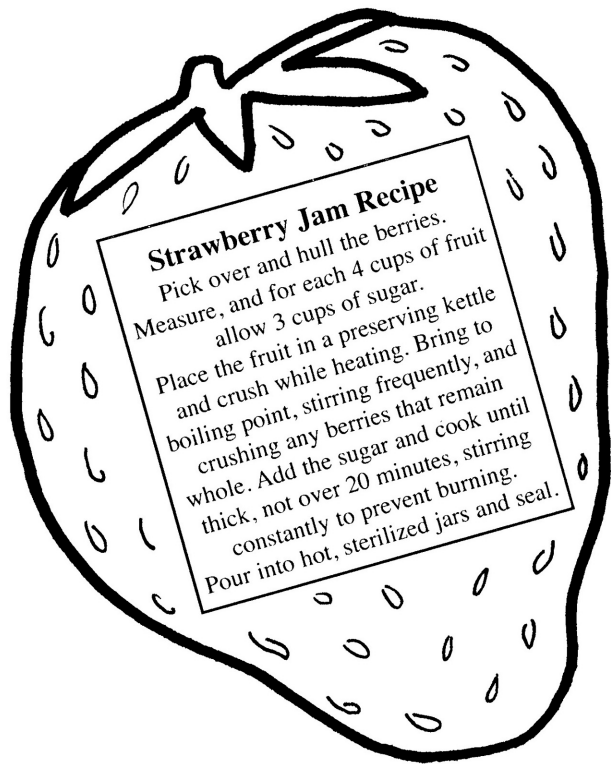 Strawberry Jam Recipe
Pick over and hull the berries.
Measure, and for each 4 cups of fruit
allow 3 cups of sugar.
Place the fruit in a preserving kettle
and crush while heating. Bring to
boiling point, stirring frequently, and
crushing any berries that remain
whole. Add the sugar and cook until
thick, not over 20 minutes, stirring
constantly to prevent burning.
Pour into hot, sterilized jars and seal.